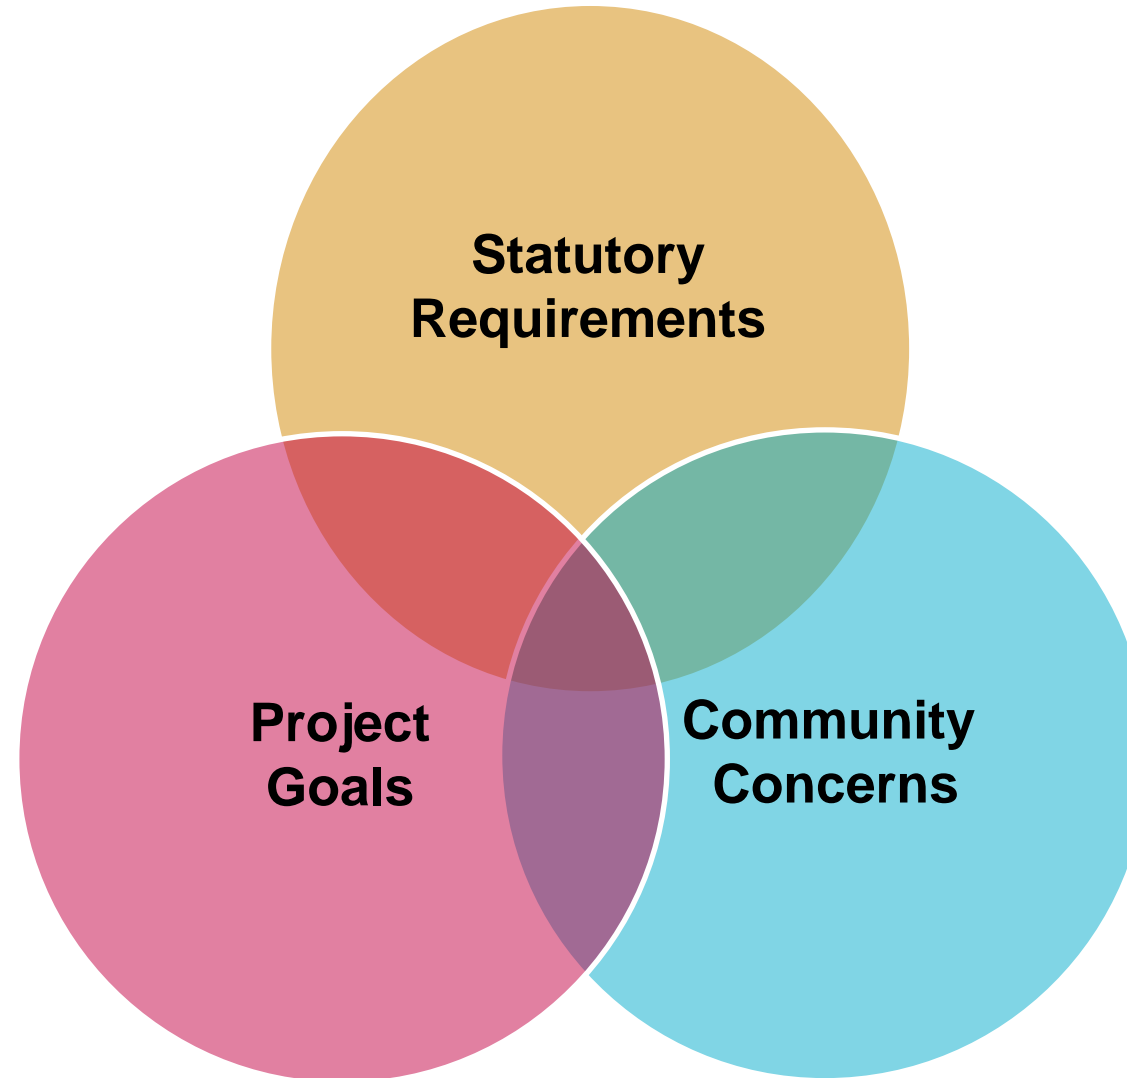 Statutory
Requirements
Project
Goals
Community
Concerns